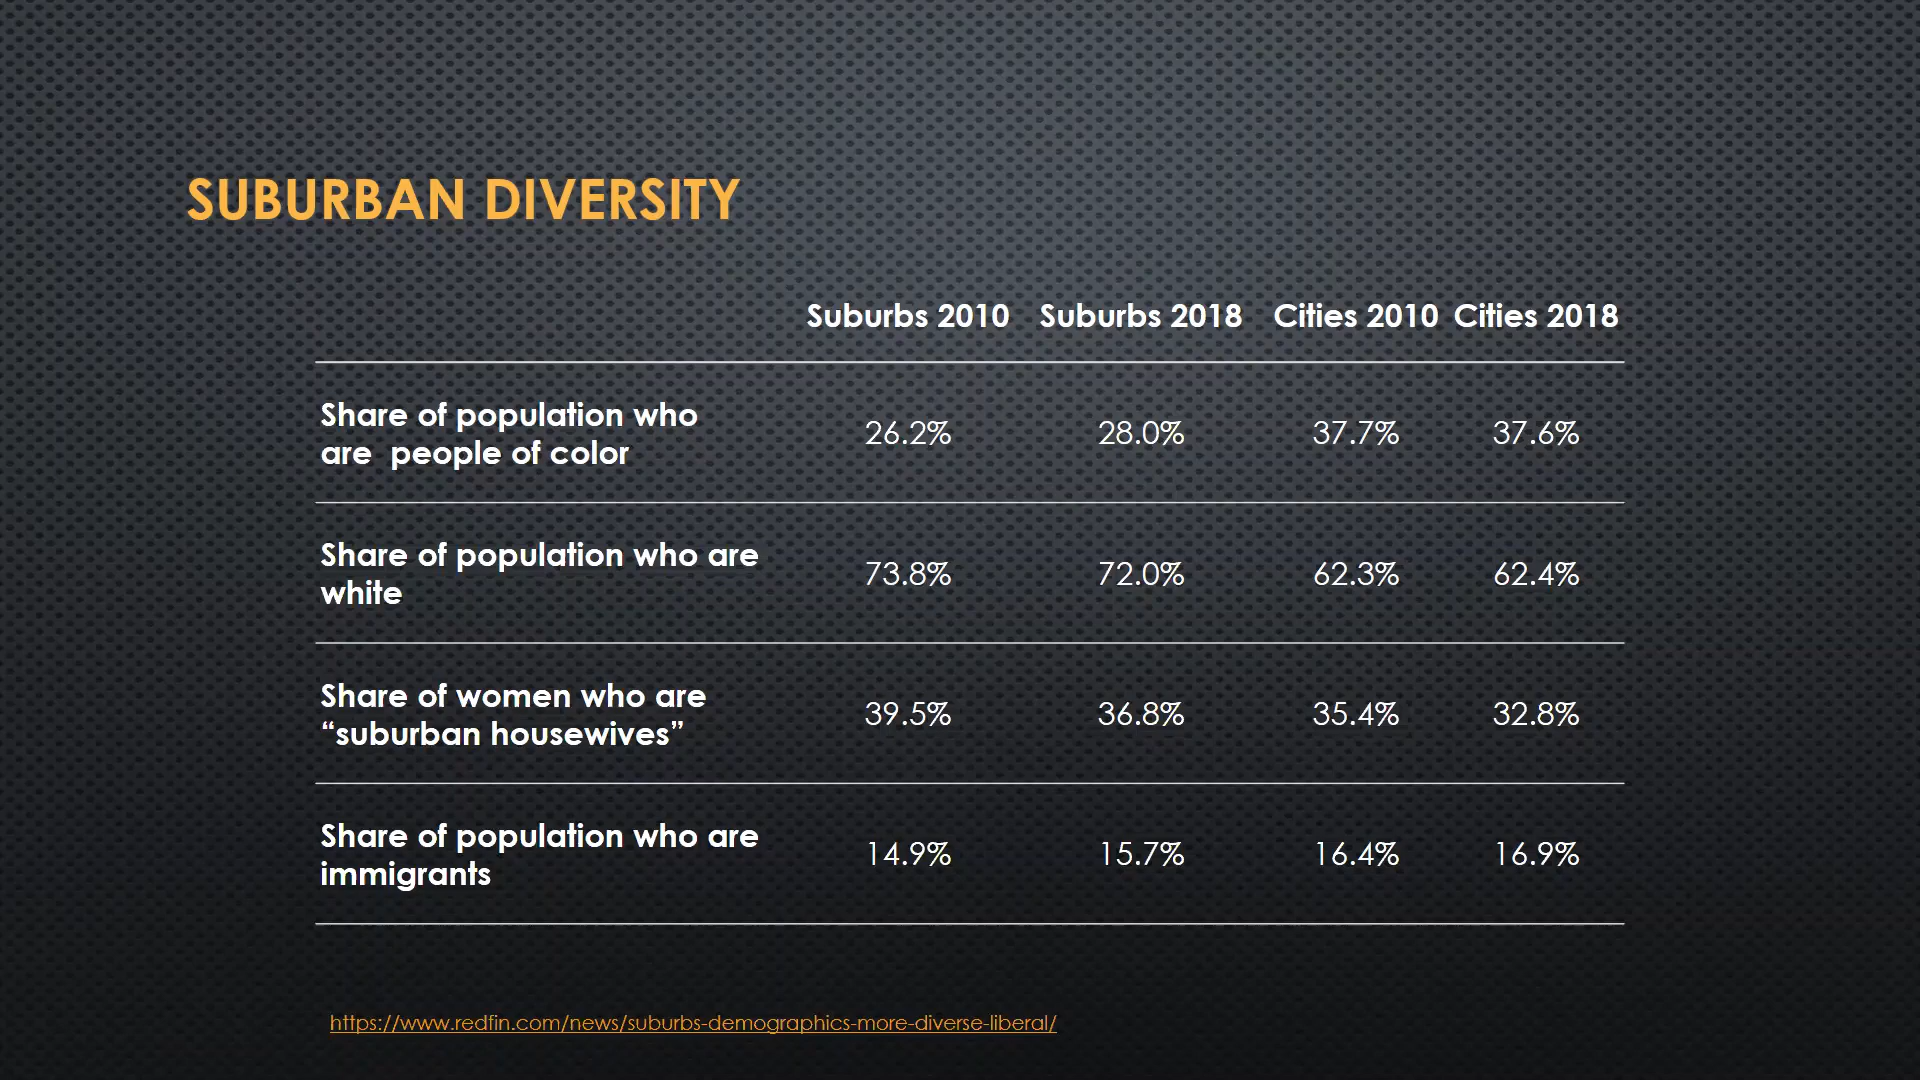 SUBURBAN DIVERSITY
Suburbs 2010 Suburbs 2018 Cities 2010 Cities 2018
Share of population who
are people of color
26.2% 28.0% 37.7% 37.6%
Share of population who are
white
73.8% 72.0% 62.3% 62.4%
Share of women who are
“suburban housewives”
39.5% 36.8% 35.4% 32.8%
Share of population who are
immigrants
14.9% 15.7% 16.4% 16.9%
https://www.redfin.com/news/suburbs-demographics-more-diverse-liberal/